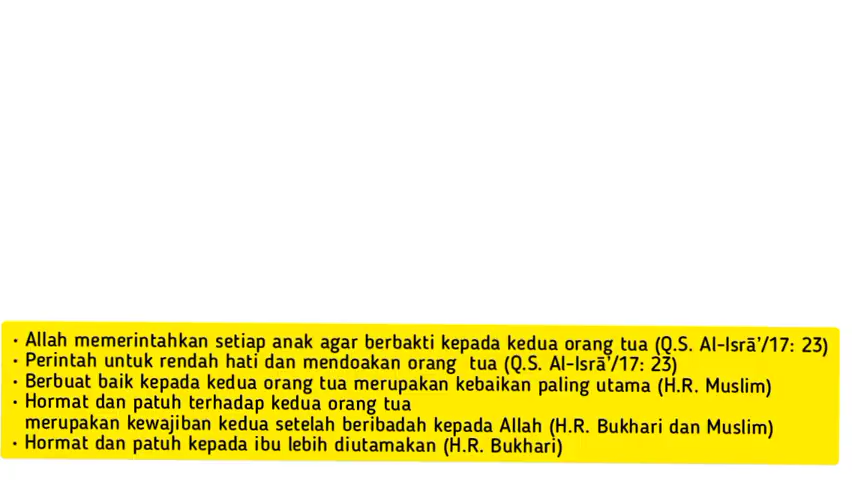 • Allah memerintahkan setiap anak agar berbakti kepada kedua orang tua (Q.S. Al-Isrā’/17: 23)
• Perintah untuk rendah hati dan mendoakan orang tua (Q.S. Al-Isrā’/17: 23)
• Berbuat baik kepada kedua orang tua merupakan kebaikan paling utama (H.R. Muslim)
• Hormat dan patuh terhadap kedua orang tua
merupakan kewajiban kedua setelah beribadah kepada Allah (H.R. Bukhari dan Muslim)
• Hormat dan patuh kepada ibu lebih diutamakan (H.R. Bukhari)